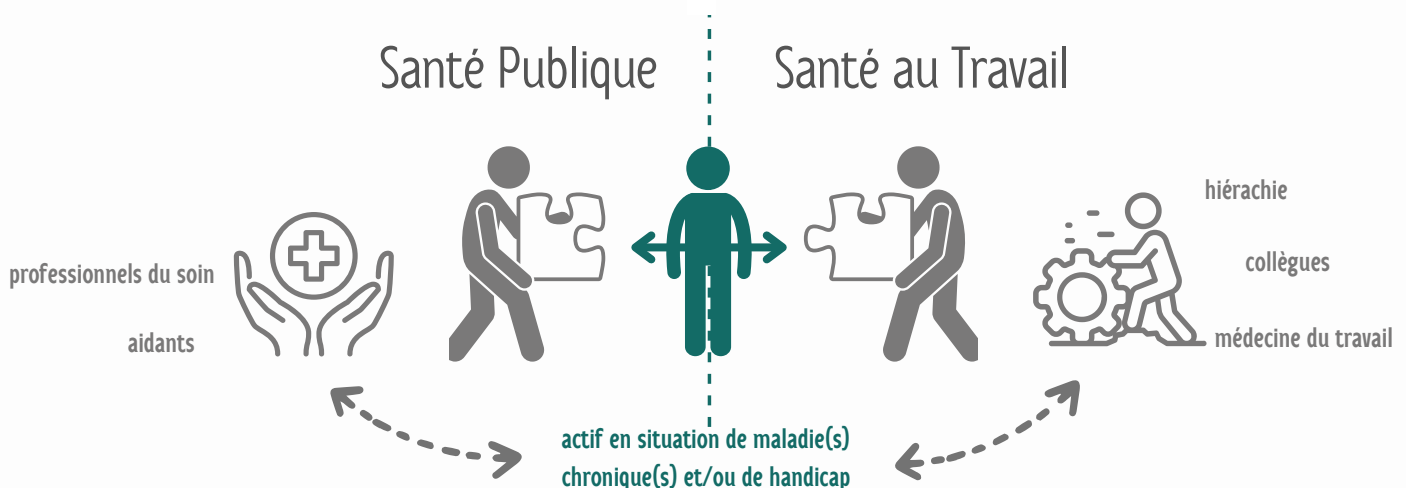 Santé Publique
Santé au Travail
professionnels du soin
aidants
hiérachie
collègues
médecine du travail
actif en situation de maladie(s)
chronique(s) et/ou de handicap